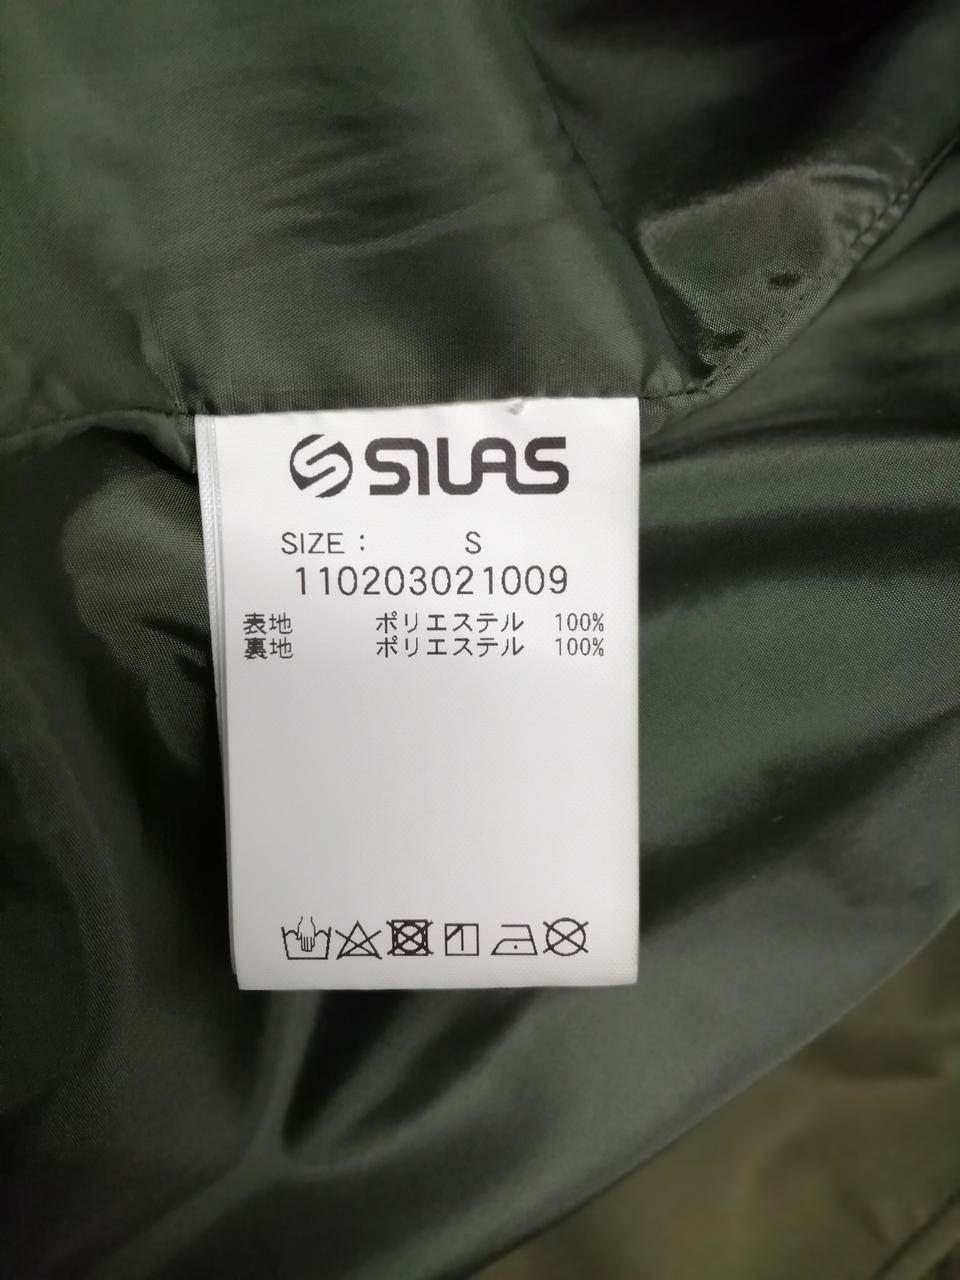 SILAS
SIZE : S
110203021009
表地 ポリエステル 100%
裏地 ポリエステル 100%